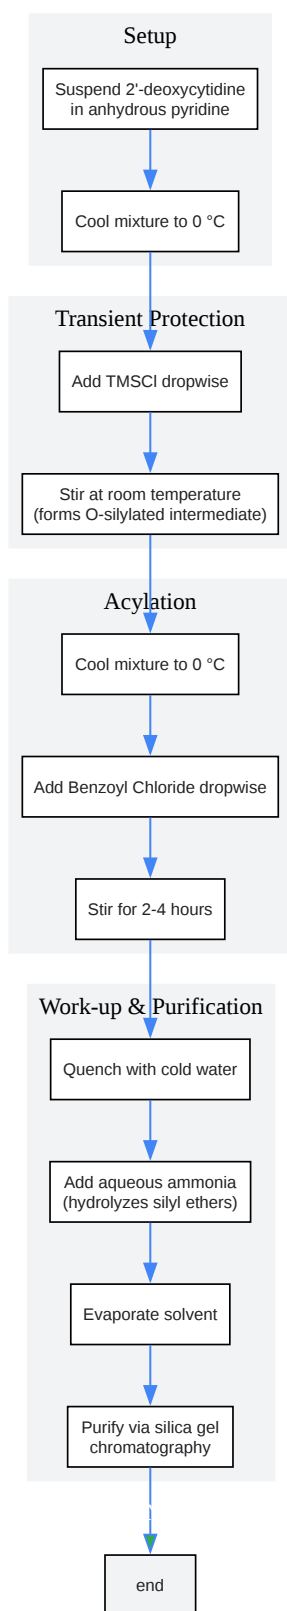 Setup
Suspend 2'-deoxycytidine
in anhydrous pyridine
Cool mixture to 0 °C
Transient Protection
Add TMSCl dropwise
Stir at room temperature
(forms O-silylated intermediate)
Acylation
Cool mixture to 0 °C
Add Benzoyl Chloride dropwise
Stir for 2-4 hours
Work-up & Purification
Quench with cold water
Add aqueous ammonia
(hydrolyzes silyl ethers)
Evaporate solvent
Purify via silica gel
chromatography
end